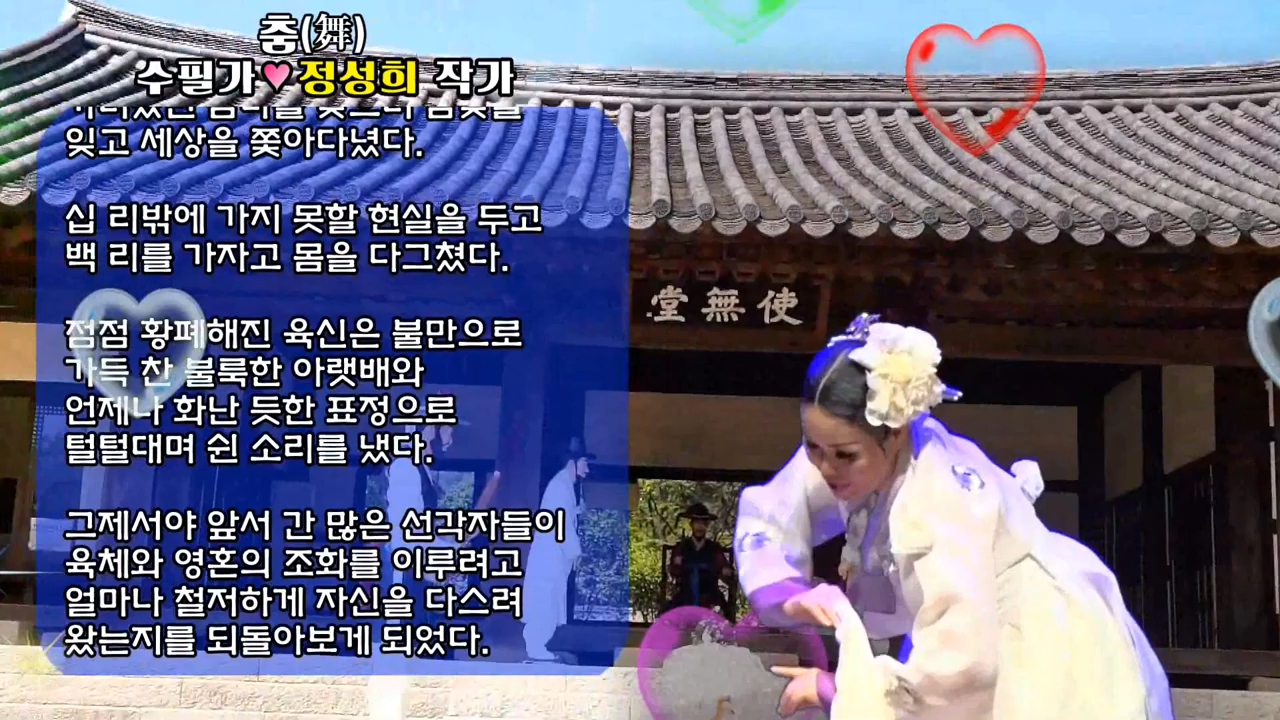 춤(舞)
수필가♥정성희 작가
잊고 세상을 쫓아다녔다.
십 리밖에 가지 못할 현실을 두고
백 리를 가자고 몸을 다그쳤다.
점점 황폐해진 육신은 불만으로
가득 찬 불룩한 아랫배와
언제나 화난 듯한 표정으로
털털대며 쉰 소리를 냈다.
그제서야 앞서 간 많은 선각자들이
육체와 영혼의 조화를 이루려고
얼마나 철저하게 자신을 다스려
왔는지를 되돌아보게 되었다.
堂無使